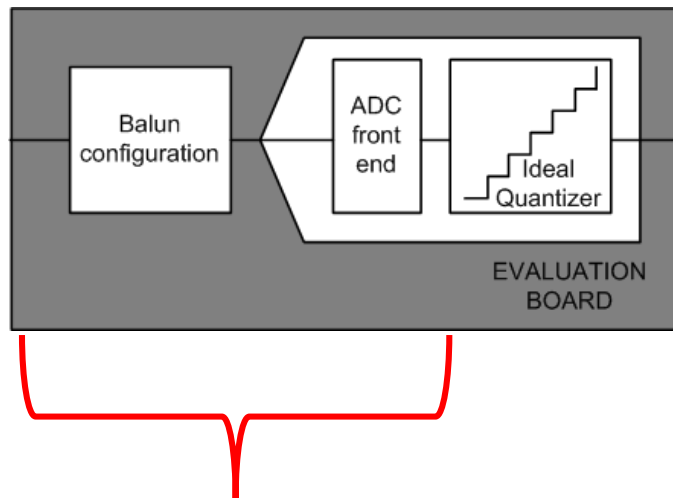 Balun
configuration
ADC
front
end
Ideal
Quantizer
EVALUATION
BOARD